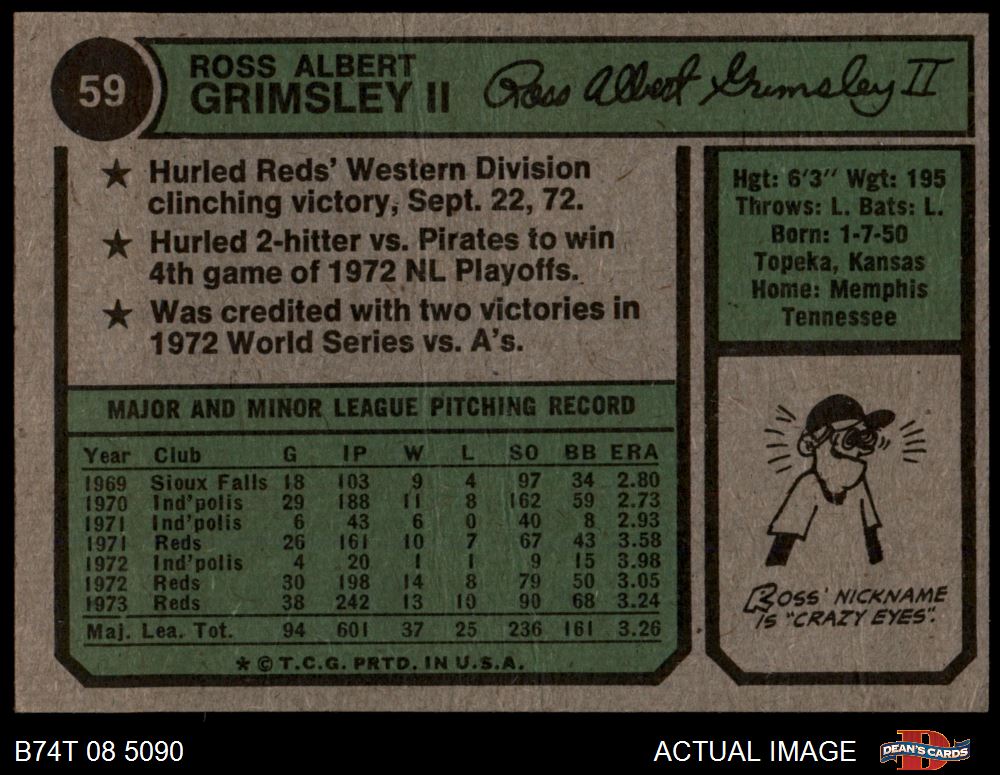 59
ROSS ALBERT
GRIMSLEY II
Ross Albert Grimsley II
★ Hurled Reds' Western Division
clinching victory, Sept. 22, 72.
★ Hurled 2-hitter vs. Pirates to win
4th game of 1972 NL Playoffs.
★ Was credited with two victories in
1972 World Series vs. A's.
Hgt: 6'3" Wgt: 195
Throws: L. Bats: L.
Born: 1-7-50
Topeka, Kansas
Home: Memphis
Tennessee
MAJOR AND MINOR LEAGUE PITCHING RECORD
Year Club G IP W L SO BB ERA
1969 Sioux Falls 18 103 9 4 97 34 2.80
1970 Ind'polis 29 188 11 8 162 59 2.73
1971 Ind'polis 6 43 6 0 40 8 2.93
1971 Reds 26 161 10 7 67 43 3.58
1972 Ind'polis 4 20 1 1 9 15 3.98
1972 Reds 30 198 14 8 79 50 3.05
1973 Reds 38 242 13 10 90 68 3.24
Maj. Lea. Tot. 94 601 37 25 236 161 3.26
★ © T.C.G. PRTD. IN U.S.A.
ROSS' NICKNAME
IS "CRAZY EYES".
B74T 08 5090
ACTUAL IMAGE
DEAN'S CARDS